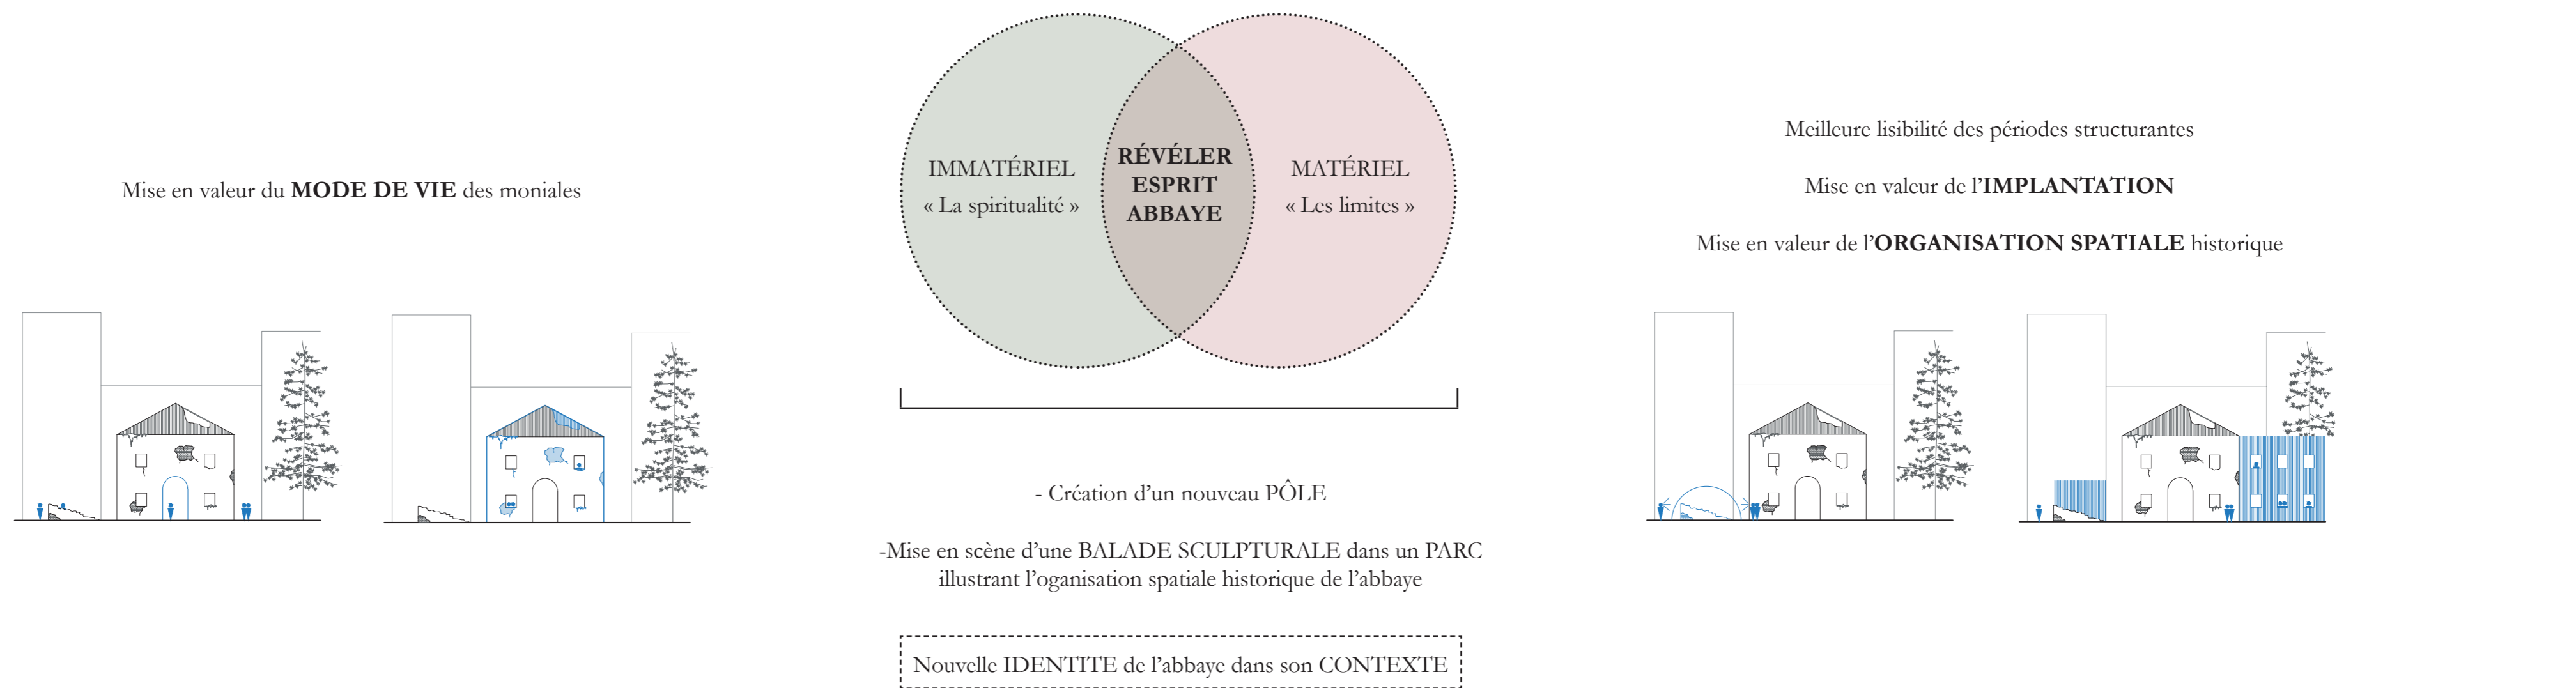 Mise en valeur du MODE DE VIE des moniales
IMMATÉRIEL
« La spiritualité »
RÉVÉLER
ESPRIT
ABBAYE
MATÉRIEL
« Les limites »
Meilleure lisibilité des périodes structurantes
Mise en valeur de l’IMPLANTATION
Mise en valeur de l’ORGANISATION SPATIALE historique
- Création d’un nouveau PÔLE
-Mise en scène d’une BALADE SCULPTURALE dans un PARC
illustrant l’oganisation spatiale historique de l’abbaye
Nouvelle IDENTITE de l’abbaye dans son CONTEXTE